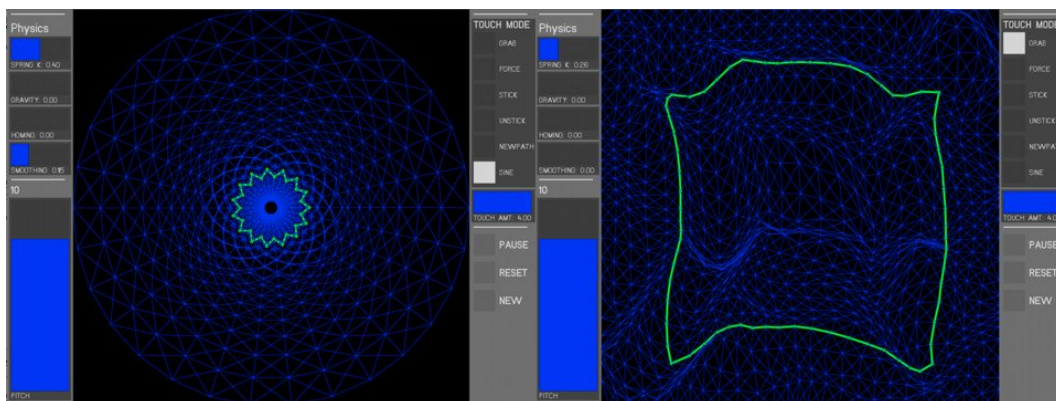 Physics
SPRING K: 0.40
GRAVITY: 0.00
HOMING: 0.00
SMOOTHING: 0.15
10
PITCH
TOUCH MODE
GRAB
FORCE
STICK
UNSTICK
NEWPATH
SINE
TOUCH AMT: 4.00
PAUSE
RESET
NEW
Physics
SPRING K: 0.26
GRAVITY: 0.00
HOMING: 0.00
SMOOTHING: 0.00
10
PITCH
TOUCH MODE
GRAB
FORCE
STICK
UNSTICK
NEWPATH
SINE
TOUCH AMT: 4.00
PAUSE
RESET
NEW